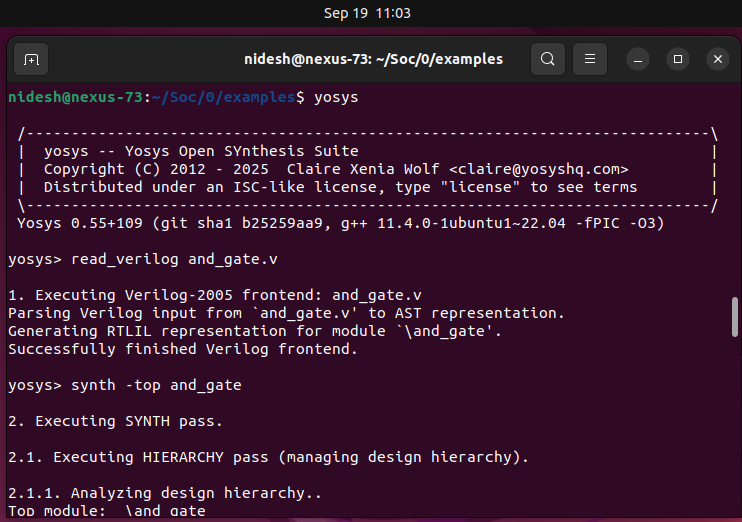 Sep 19 11:03
nidesh@nexus-73: ~/Soc/0/examples
nidesh@nexus-73:~/Soc/0/examples$ yosys
/----------------------------------------------------------------------------\
| yosys -- Yosys Open SYnthesis Suite |
| Copyright (C) 2012 - 2025 Claire Xenia Wolf <claire@yosyshq.com> |
| Distributed under an ISC-like license, type "license" to see terms |
\----------------------------------------------------------------------------/
Yosys 0.55+109 (git sha1 b25259aa9, g++ 11.4.0-1ubuntu1~22.04 -fPIC -O3)
yosys> read_verilog and_gate.v
1. Executing Verilog-2005 frontend: and_gate.v
Parsing Verilog input from `and_gate.v' to AST representation.
Generating RTLIL representation for module `\and_gate'.
Successfully finished Verilog frontend.
yosys> synth -top and_gate
2. Executing SYNTH pass.
2.1. Executing HIERARCHY pass (managing design hierarchy).
2.1.1. Analyzing design hierarchy..
Top module: \and_gate